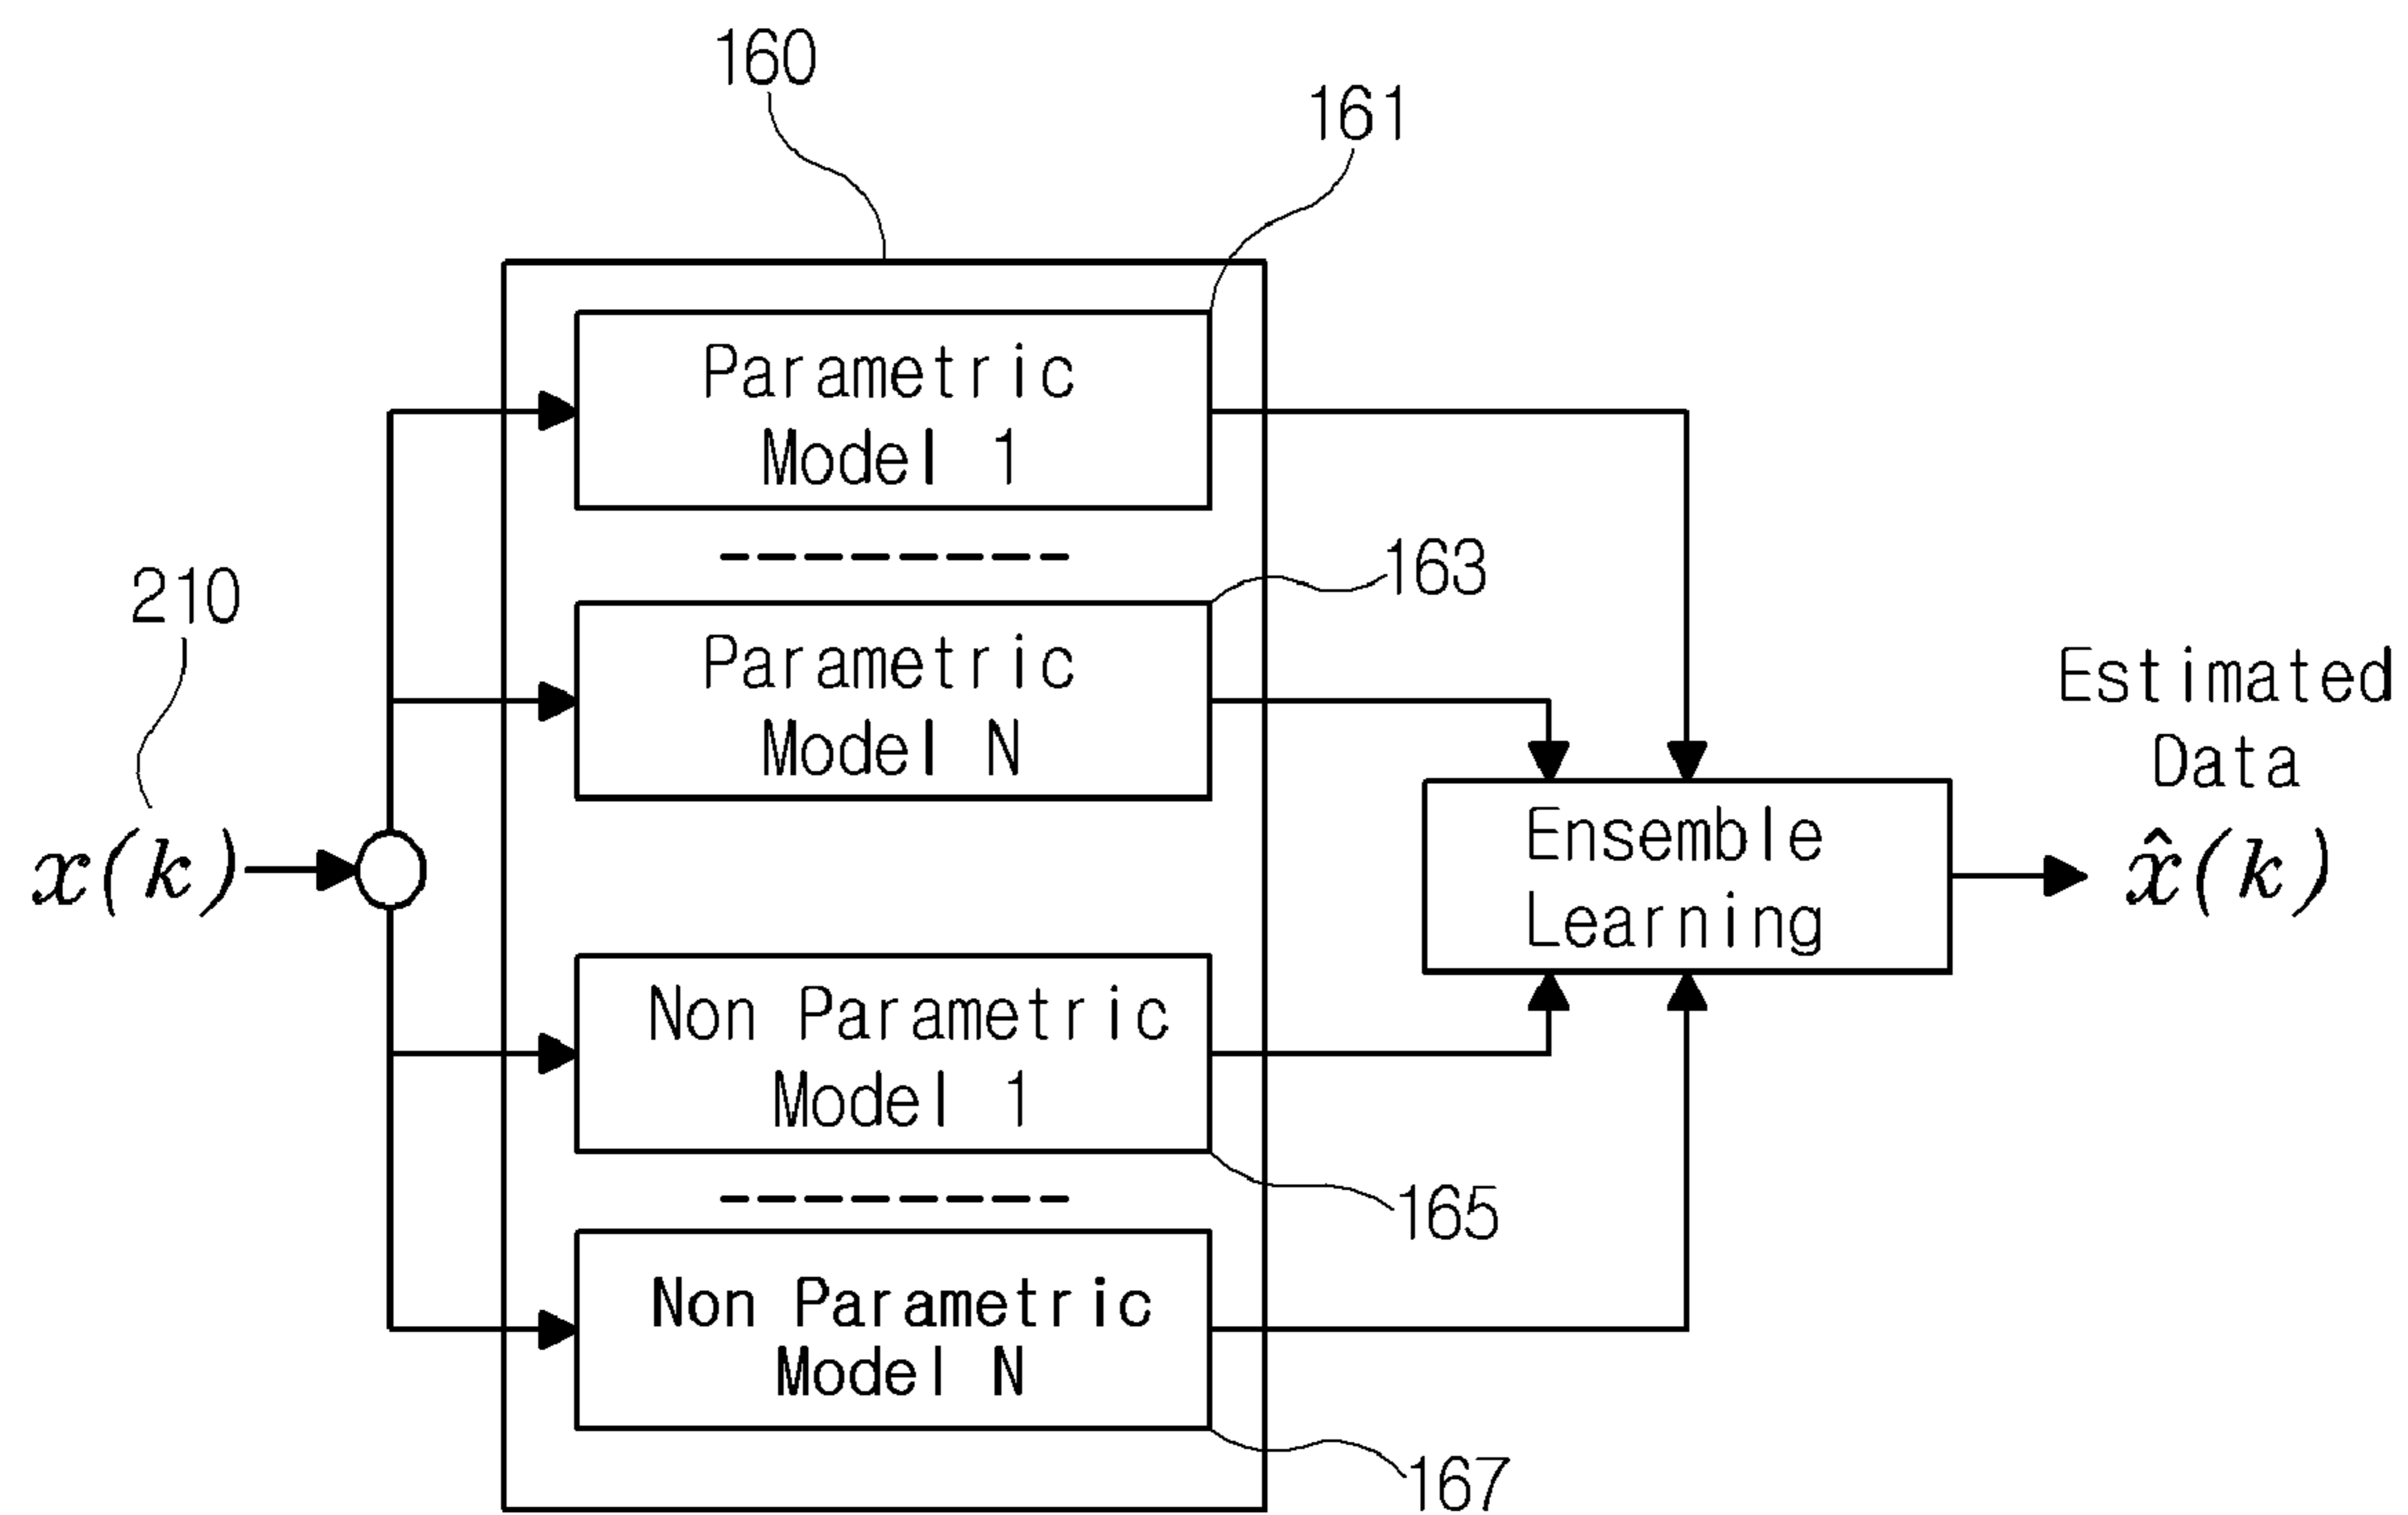 160
161
Parametric
Model 1
163
210
Parametric
Model N
Estimated
Data
x(k)
Ensemble
Learning
x̂(k)
Non Parametric
Model 1
165
Non Parametric
Model N
167